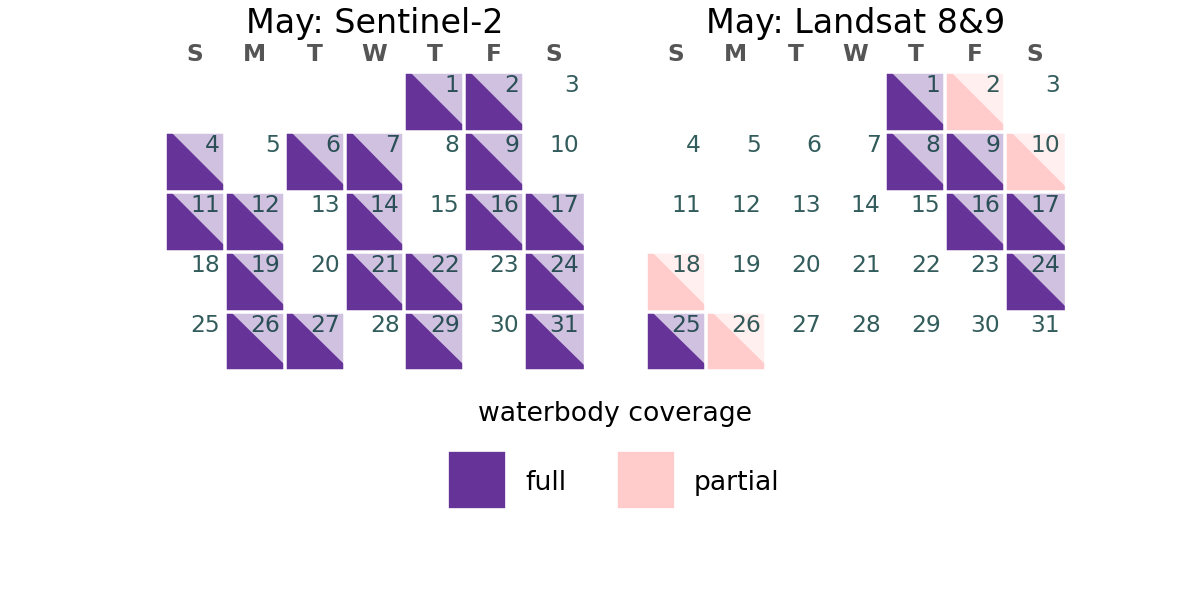 May: Sentinel-2
S M T W T F S
1 2 3
4 5 6 7 8 9 10
11 12 13 14 15 16 17
18 19 20 21 22 23 24
25 26 27 28 29 30 31
May: Landsat 8&9
S M T W T F S
1 2 3
4 5 6 7 8 9 10
11 12 13 14 15 16 17
18 19 20 21 22 23 24
25 26 27 28 29 30 31
waterbody coverage
full partial